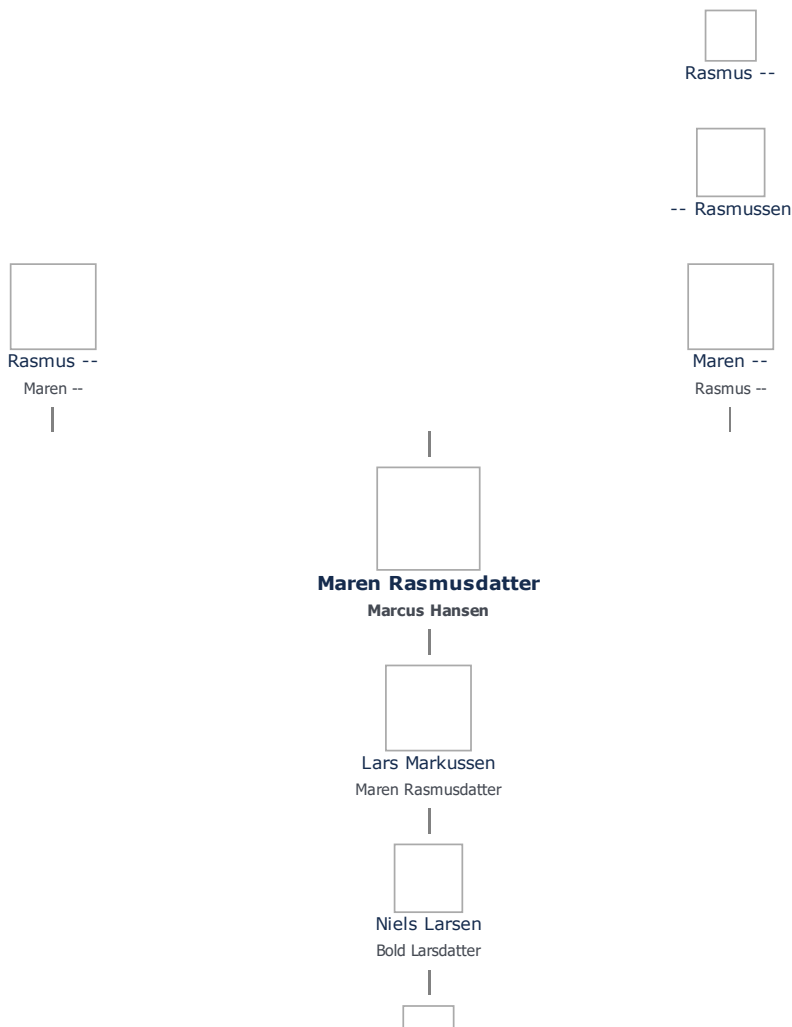 Rasmus --
-- Rasmussen
Rasmus --
Maren --
Maren --
Rasmus --
Maren Rasmusdatter
Marcus Hansen
Lars Markussen
Maren Rasmusdatter
Niels Larsen
Bold Larsdatter